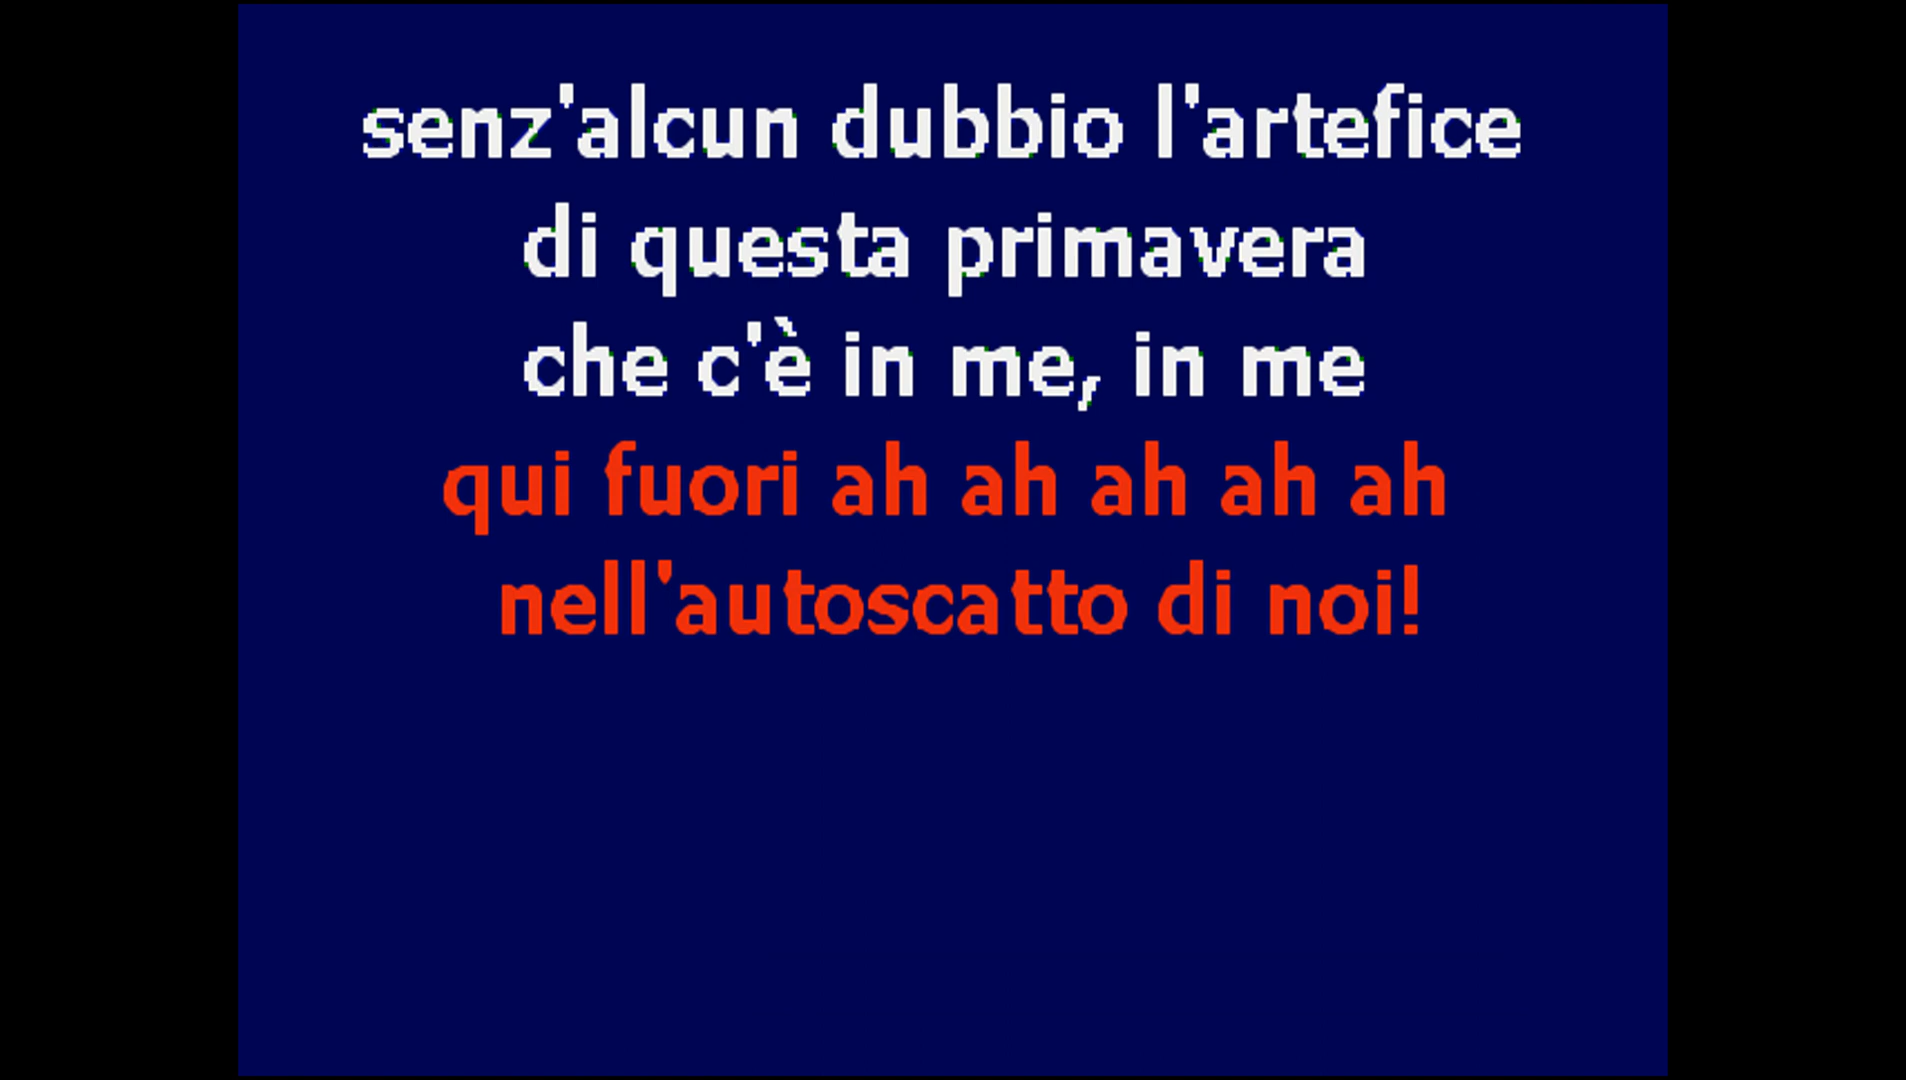 senz'alcun dubbio l'artefice
di questa primavera
che c'è in me, in me
qui fuori ah ah ah ah ah
nell'autoscatto di noi!